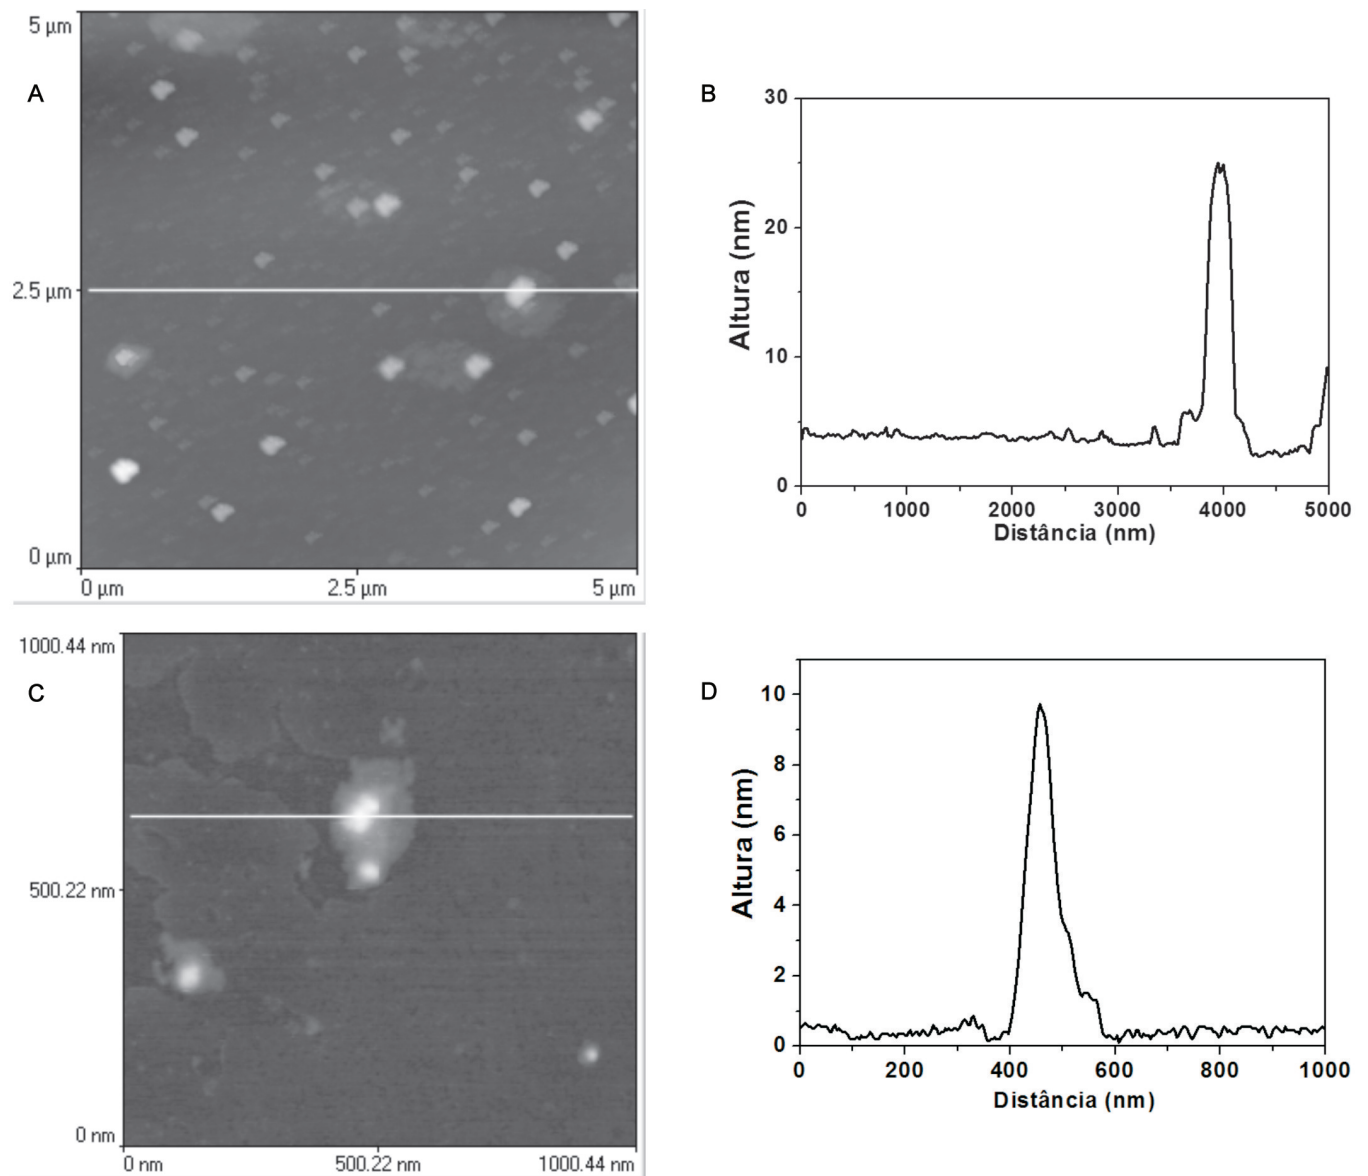 A
5 µm
2.5 µm
0 µm
0 µm 2.5 µm 5 µm
B
Altura (nm)
30
20
10
0
0 1000 2000 3000 4000 5000
Distância (nm)
C
1000.44 nm
500.22 nm
0 nm
0 nm 500.22 nm 1000.44 nm
D
Altura (nm)
10
8
6
4
2
0
0 200 400 600 800 1000
Distância (nm)